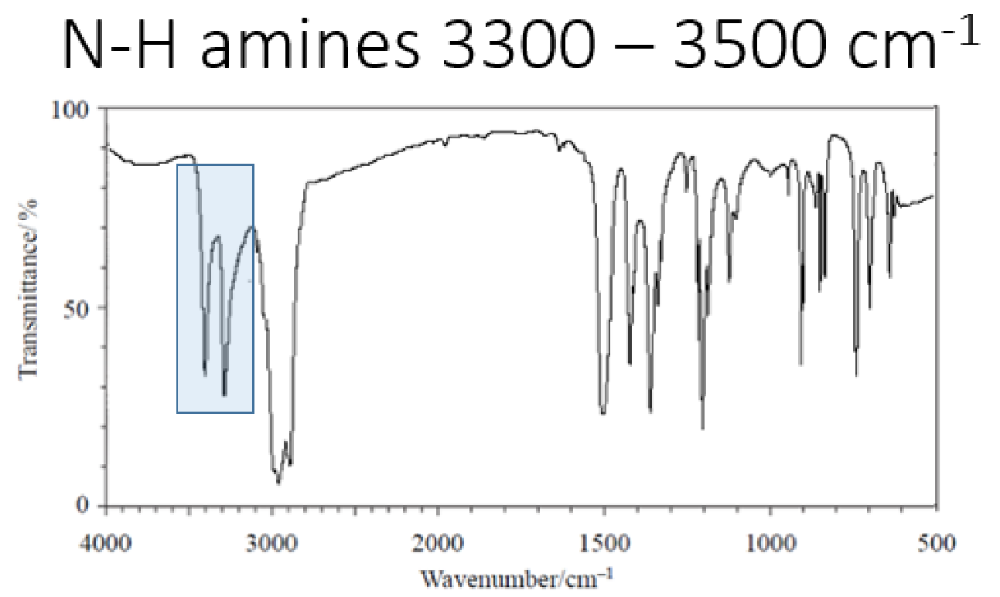 N-H amines 3300 – 3500 cm⁻¹
100
50
0
Transmittance/%
4000 3000 2000 1500 1000 500
Wavenumber/cm⁻¹